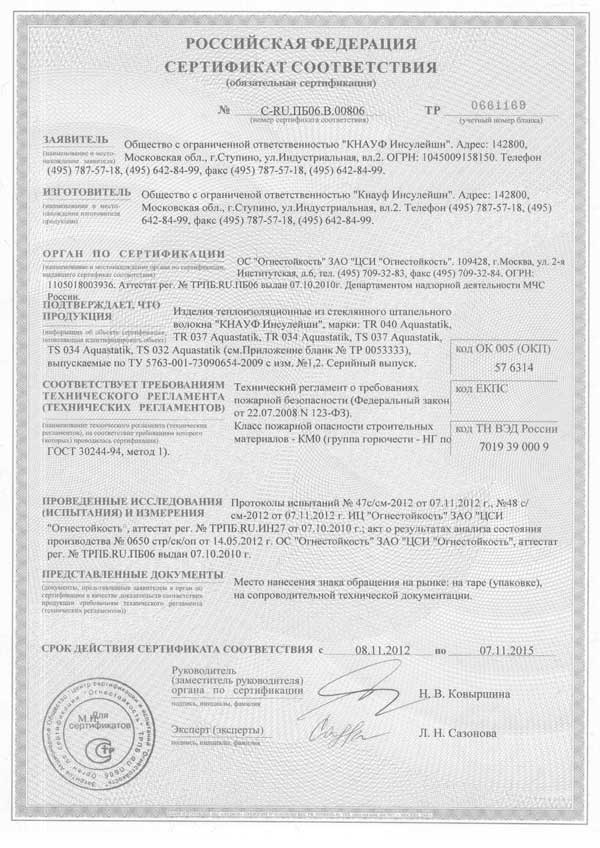 РОССИЙСКАЯ ФЕДЕРАЦИЯ
СЕРТИФИКАТ СООТВЕТСТВИЯ
(обязательная сертификация)
№ C-RU.ПБ06.В.00806 ТР 0661169
(номер сертификата соответствия) (учетный номер бланка)
ЗАЯВИТЕЛЬ Общество с ограниченной ответственностью "КНАУФ Инсулейшн". Адрес: 142800,
(наименование и место-
нахождение заявителя) Московская обл., г.Ступино, ул.Индустриальная, вл.2. ОГРН: 1045009158150. Телефон
(495) 787-57-18, (495) 642-84-99, факс (495) 787-57-18, (495) 642-84-99.
ИЗГОТОВИТЕЛЬ Общество с ограниченой ответственностью "Кнауф Инсулейшн". Адрес: 142800,
(наименование и место-
нахождения изготовителя Московская обл., г.Ступино, ул.Индустриальная, вл.2. Телефон (495) 787-57-18, (495)
продукции) 642-84-99, факс (495) 787-57-18, (495) 642-84-99.
ОРГАН ПО СЕРТИФИКАЦИИ ОС "Огнестойкость" ЗАО "ЦСИ "Огнестойкость". 109428, г.Москва, ул. 2-я
(наименование и местонахождение органа по сертификации,
выдавшего сертификат соответствия) Институтская, д.6, тел. (495) 709-32-83, факс (495) 709-32-84. ОГРН:
1105018003936. Аттестат рег. № ТРПБ.RU.ПБ06 выдан 07.10.2010г. Департаментом надзорной деятельности МЧС
России.
ПОДТВЕРЖДАЕТ, ЧТО
ПРОДУКЦИЯ Изделия теплоизоляционные из стеклянного штапельного
волокна "КНАУФ Инсулейшн", марки: TR 040 Aquastatik,
(информация об объекте сертификации,
позволяющая идентифицировать объект) TR 037 Aquastatik, TR 034 Aquastatik, TS 037 Aquastatik,
TS 034 Aquastatik, TS 032 Aquastatik (см.Приложение бланк № ТР 0053333),
выпускаемые по ТУ 5763-001-73090654-2009 с изм. №1,2. Серийный выпуск.
код ОК 005 (ОКП)
57 6314
СООТВЕТСТВУЕТ ТРЕБОВАНИЯМ
ТЕХНИЧЕСКОГО РЕГЛАМЕНТА
(ТЕХНИЧЕСКИХ РЕГЛАМЕНТОВ)
Технический регламент о требованиях
пожарной безопасности (Федеральный закон
от 22.07.2008 N 123-ФЗ).
код ЕКПС
(наименование технического регламента (технических
регламентов), на соответствие требованиям которого
(которых) проводилась сертификация)
Класс пожарной опасности строительных
материалов - КМ0 (группа горючести - НГ по
ГОСТ 30244-94, метод 1).
код ТН ВЭД России
7019 39 000 9
ПРОВЕДЕННЫЕ ИССЛЕДОВАНИЯ Протоколы испытаний № 47с/см-2012 от 07.11.2012 г., №48 с/
(ИСПЫТАНИЯ) И ИЗМЕРЕНИЯ см-2012 от 07.11.2012 г. ИЦ "Огнестойкость" ЗАО "ЦСИ
"Огнестойкость", аттестат рег. № ТРПБ.RU.ИН27 от 07.10.2010 г.; акт о результатах анализа состояния
производства № 0650 стр/ск/оп от 14.05.2012 г. ОС "Огнестойкость" ЗАО "ЦСИ "Огнестойкость", аттестат
рег. № ТРПБ.RU.ПБ06 выдан 07.10.2010 г.
ПРЕДСТАВЛЕННЫЕ ДОКУМЕНТЫ Место нанесения знака обращения на рынке: на таре (упаковке),
на сопроводительной технической документации.
(документы, представленные заявителем в орган по
сертификации в качестве доказательств соответствия
продукции требованиям технического регламента
(технических регламентов))
СРОК ДЕЙСТВИЯ СЕРТИФИКАТА СООТВЕТСТВИЯ с 08.11.2012 по 07.11.2015
Руководитель
(заместитель руководителя)
органа по сертификации Н. В. Ковыршина
подпись, инициалы, фамилия
Эксперт (эксперты) Л. Н. Сазонова
подпись, инициалы, фамилия
М.П.
Для
сертификатов